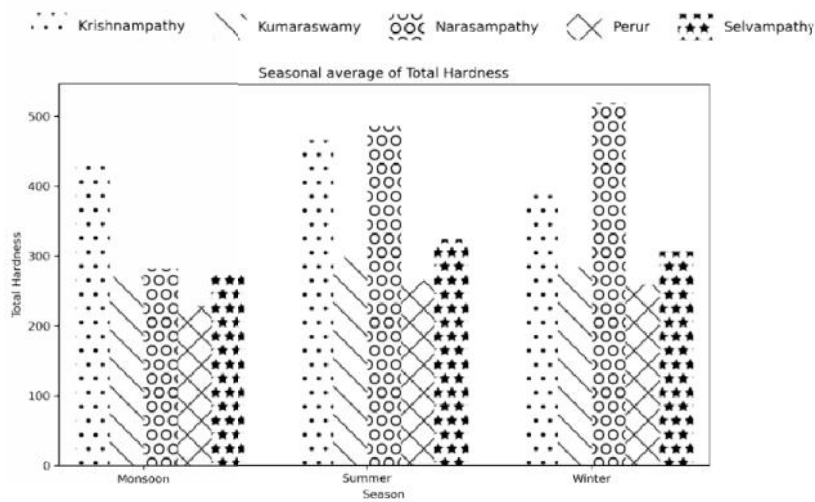 Krishnampathy Kumaraswamy Narasampathy Perur Selvampathy
Seasonal average of Total Hardness
500
400
300
200
100
0
Total Hardness
Monsoon Summer Winter
Season